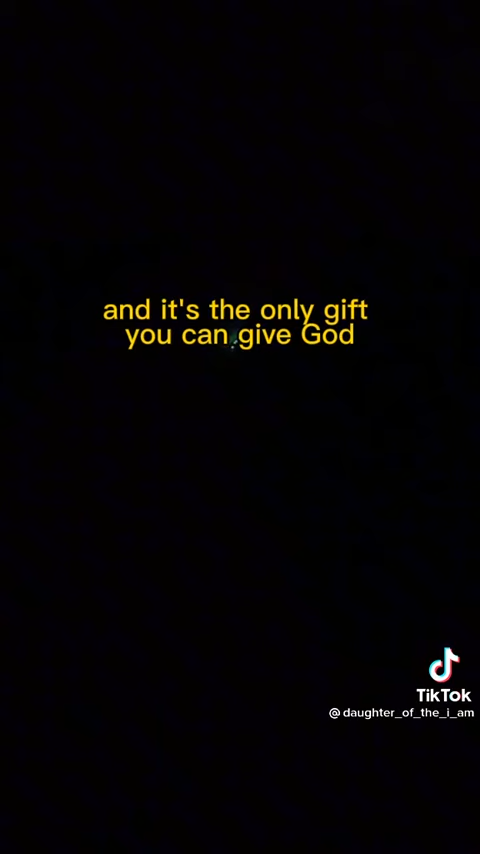 and it's the only gift
you can give God
TikTok
@daughter_of_the_i_am